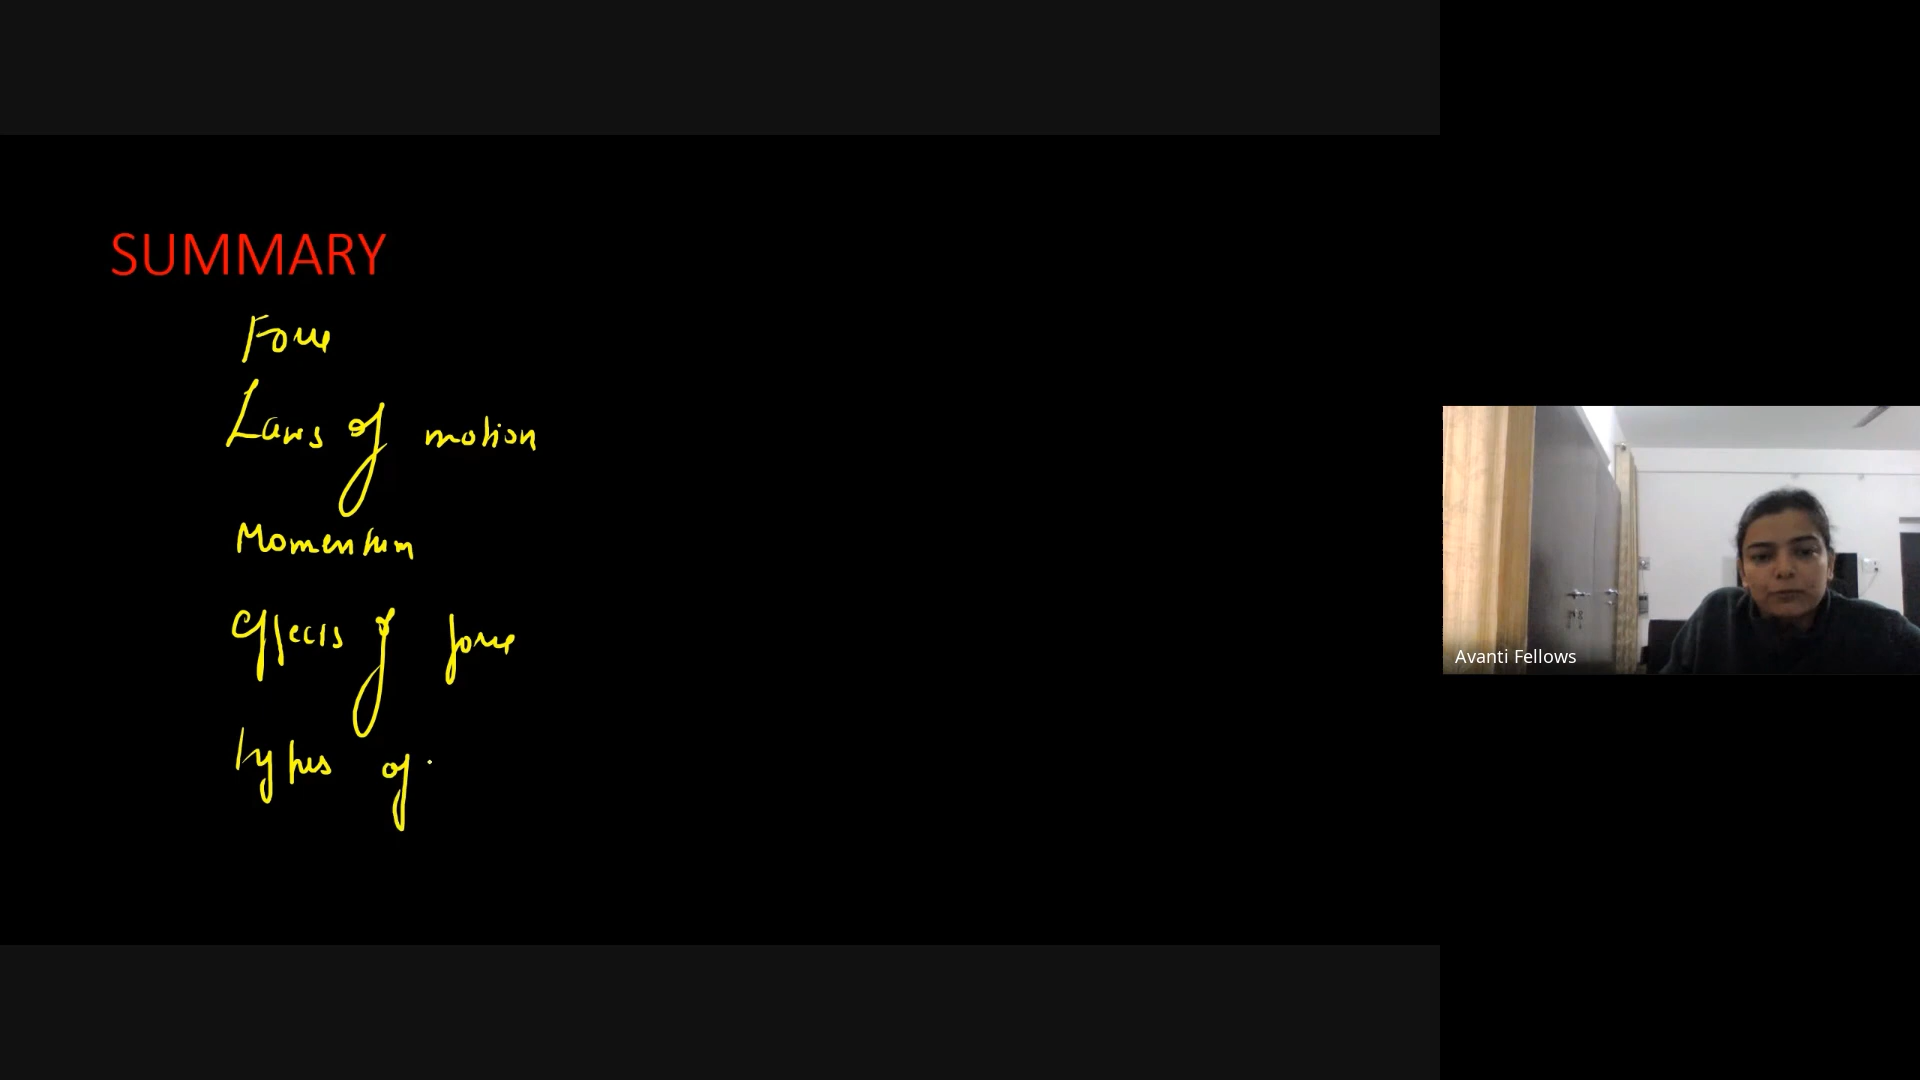 SUMMARY
Force
Laws of motion
Momentum
Effects of force
types of
Avanti Fellows